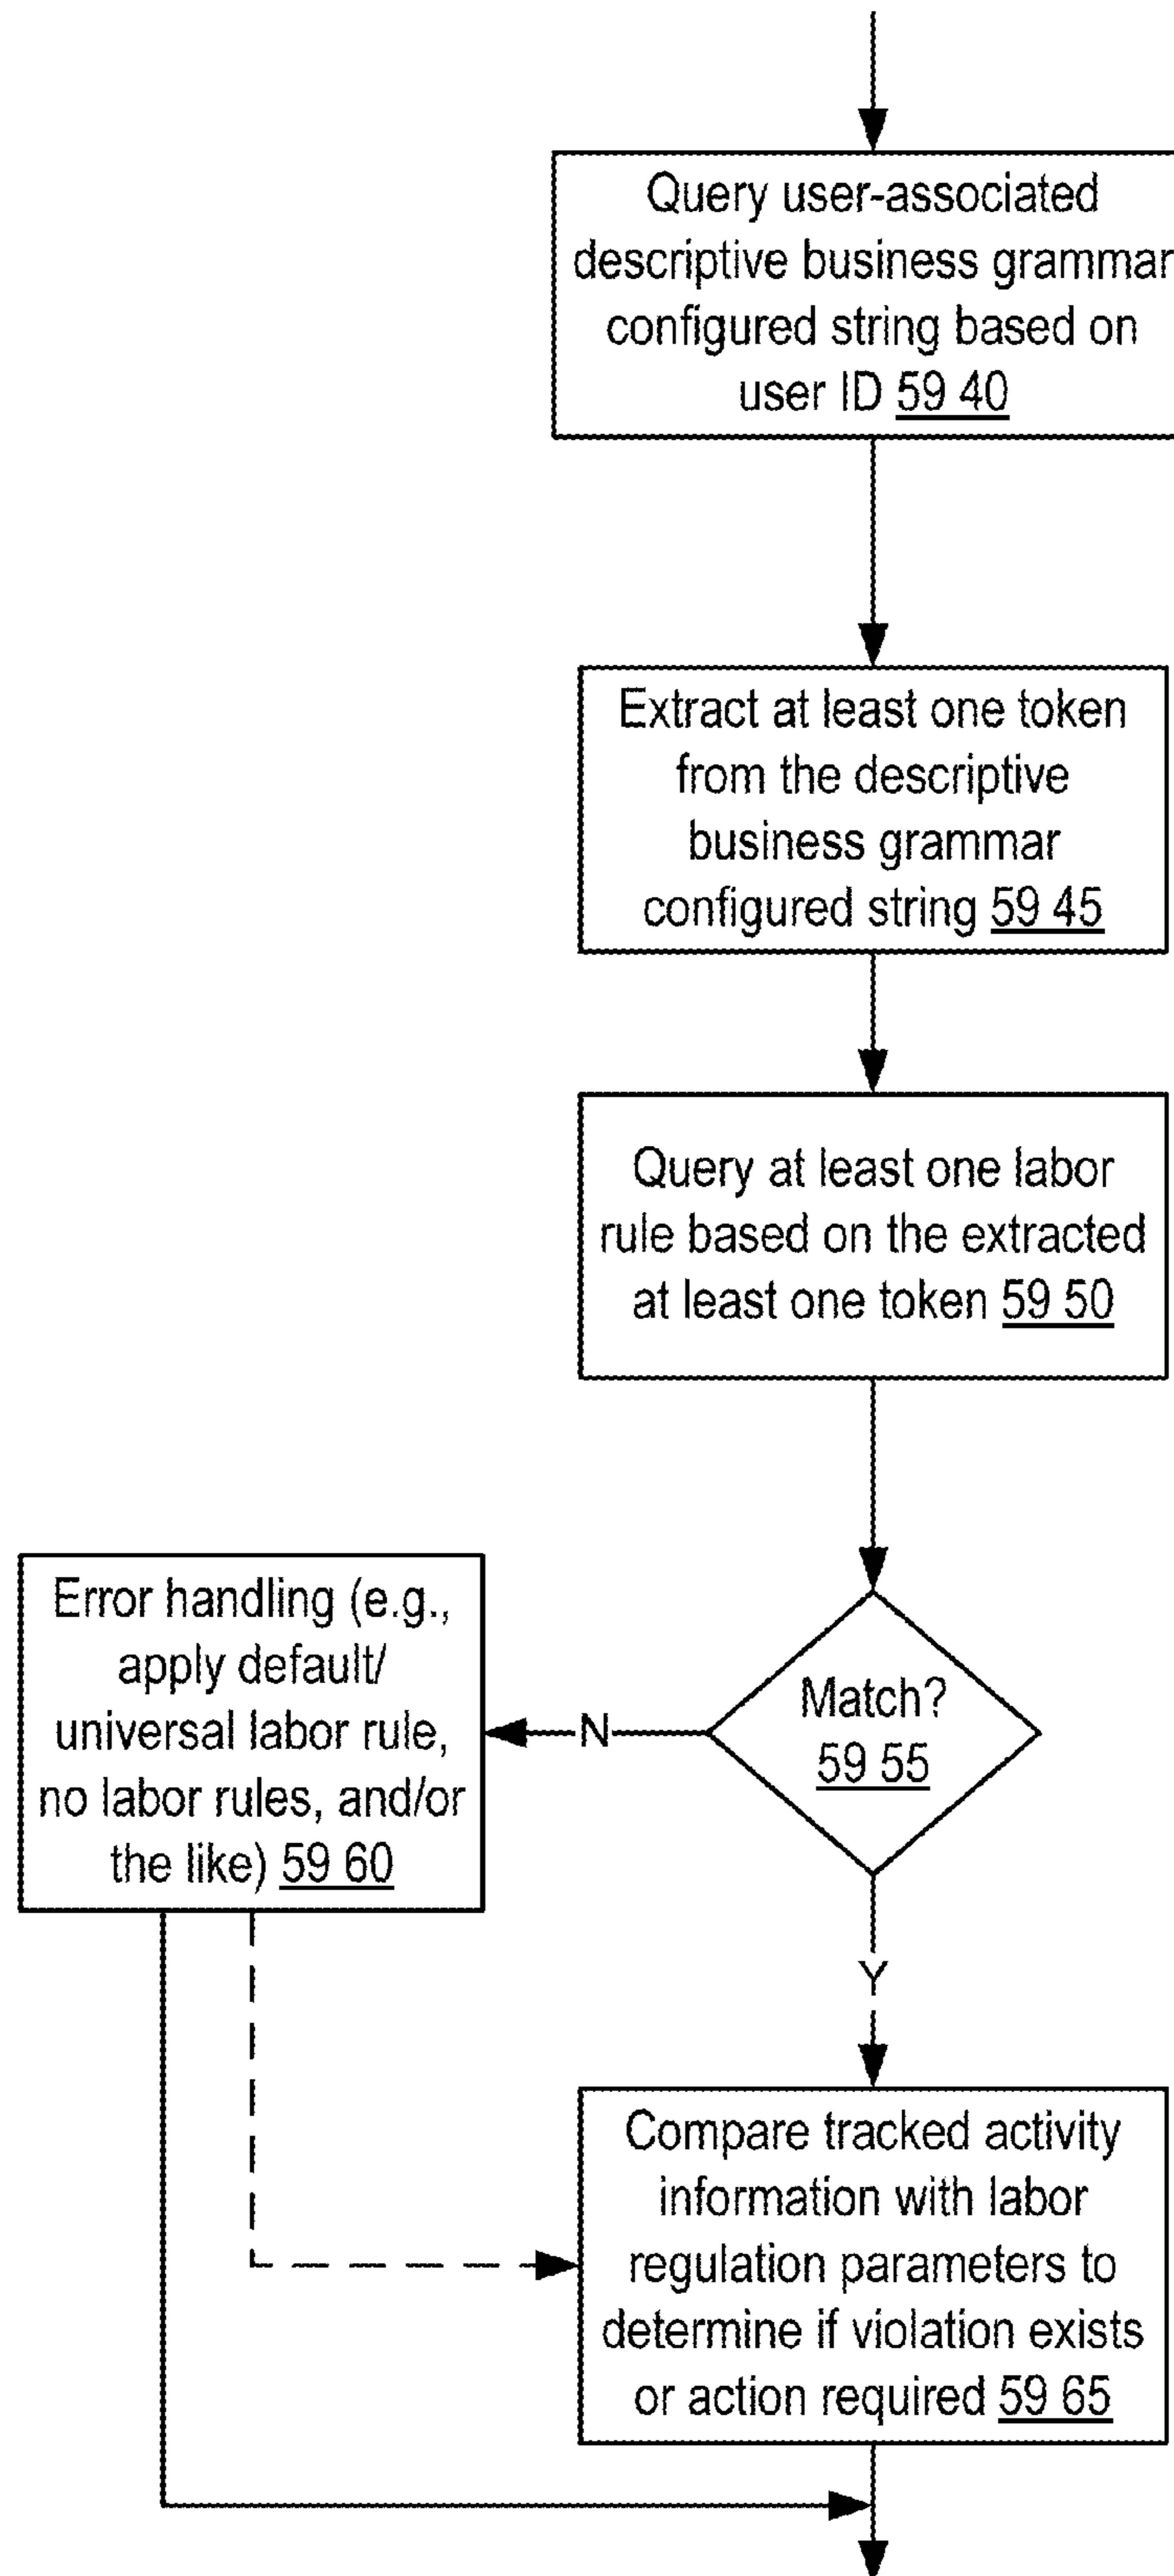 Query user-associated
descriptive business grammar
configured string based on
user ID 59 40
Extract at least one token
from the descriptive
business grammar
configured string 59 45
Query at least one labor
rule based on the extracted
at least one token 59 50
Match?
59 55
N
Error handling (e.g.,
apply default/
universal labor rule,
no labor rules, and/or
the like) 59 60
Y
Compare tracked activity
information with labor
regulation parameters to
determine if violation exists
or action required 59 65